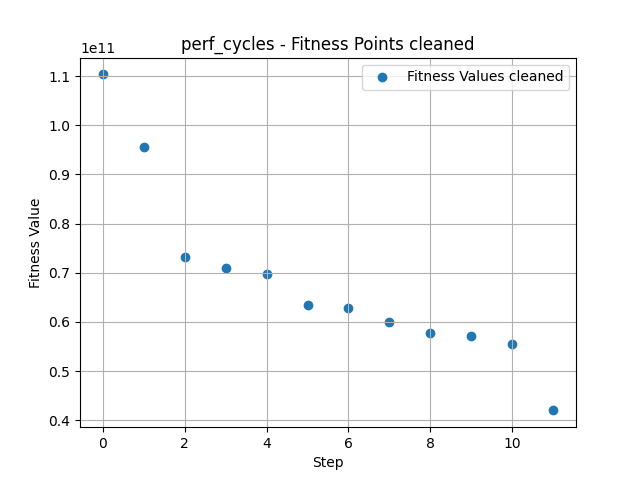 perf_cycles - Fitness Points cleaned
1e11
Fitness Values cleaned
1.1
1.0
0.9
0.8
0.7
0.6
0.5
0.4
Fitness Value
0 2 4 6 8 10
Step